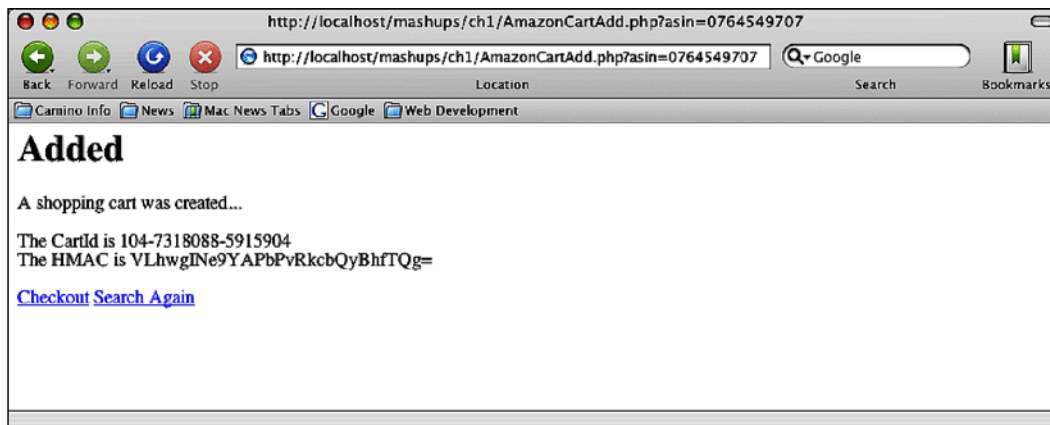 http://localhost/mashups/ch1/AmazonCartAdd.php?asin=0764549707
http://localhost/mashups/ch1/AmazonCartAdd.php?asin=0764549707 Google
Back Forward Reload Stop Location Search Bookmarks
Camino Info News Mac News Tabs G Google Web Development
Added
A shopping cart was created...
The CartId is 104-7318088-5915904
The HMAC is VLhwgINe9YAPbPvRkcbQyBhfTQg=
Checkout Search Again